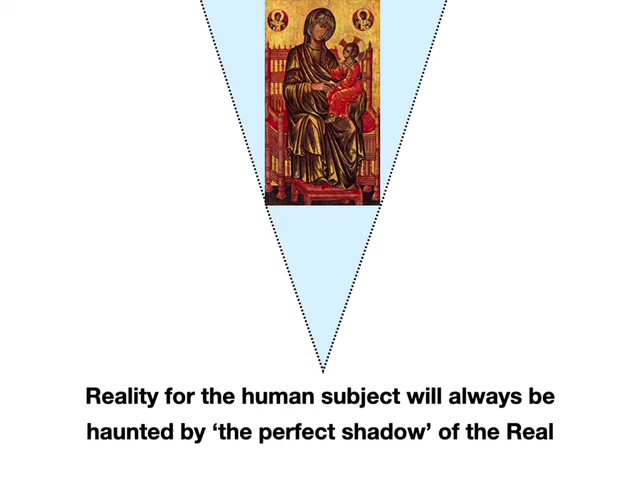 Reality for the human subject will always be
haunted by ‘the perfect shadow’ of the Real